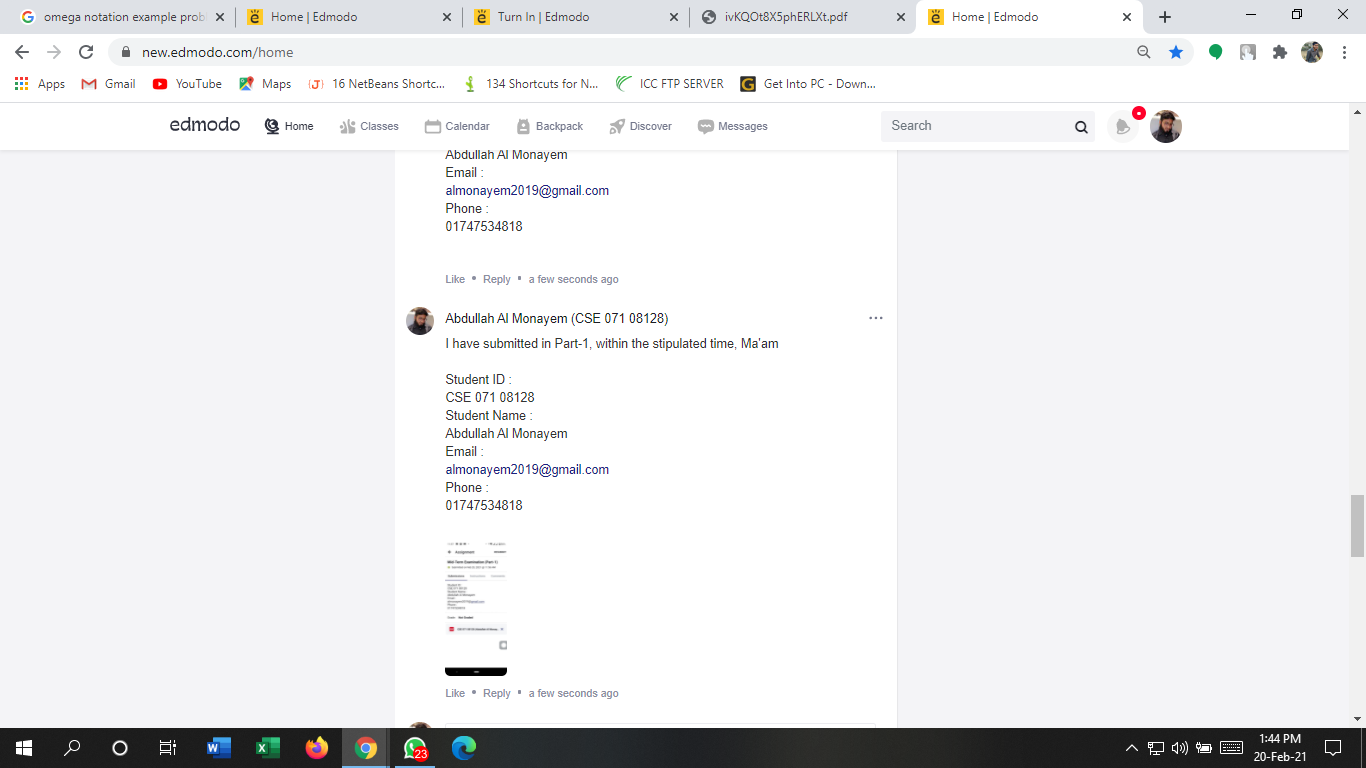 omega notation example prob
Home | Edmodo
Turn In | Edmodo
ivKQOt8X5phERLXt.pdf
Home | Edmodo
new.edmodo.com/home
Apps
Gmail
YouTube
Maps
16 NetBeans Shortc...
134 Shortcuts for N...
ICC FTP SERVER
Get Into PC - Down...
edmodo
Home
Classes
Calendar
Backpack
Discover
Messages
Search
Abdullah Al Monayem
Email :
almonayem2019@gmail.com
Phone :
01747534818
Like • Reply • a few seconds ago
Abdullah Al Monayem (CSE 071 08128)
I have submitted in Part-1, within the stipulated time, Ma'am
Student ID :
CSE 071 08128
Student Name :
Abdullah Al Monayem
Email :
almonayem2019@gmail.com
Phone :
01747534818
Assignment
Mid-Term Examination (Part-1)
Like • Reply • a few seconds ago
23
1:44 PM
20-Feb-21